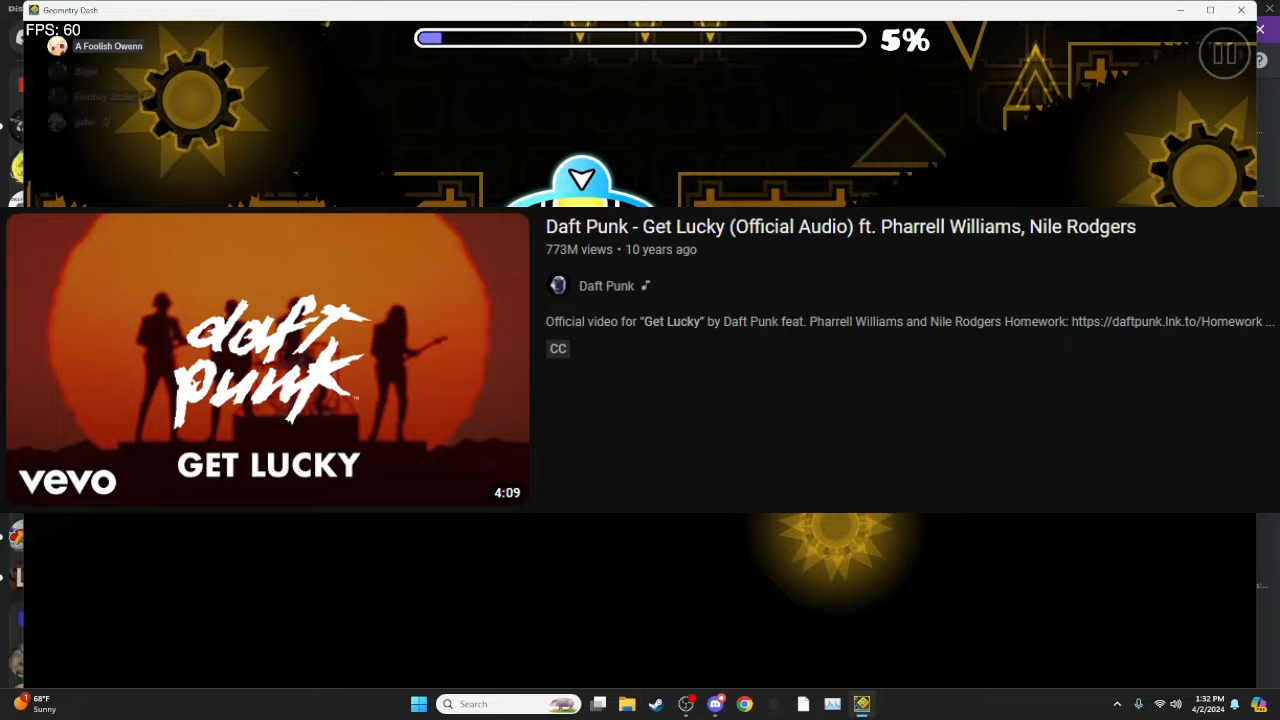 Dis
Geometry Dash
FPS: 60
A Foolish Owenn
5%
gabe
daft punk
GET LUCKY
vevo
4:09
Daft Punk - Get Lucky (Official Audio) ft. Pharrell Williams, Nile Rodgers
773M views • 10 years ago
Daft Punk
Official video for "Get Lucky" by Daft Punk feat. Pharrell Williams and Nile Rodgers Homework: https://daftpunk.lnk.to/Homework ...
CC
1
68°F
Sunny
Search
1:32 PM
4/2/2024